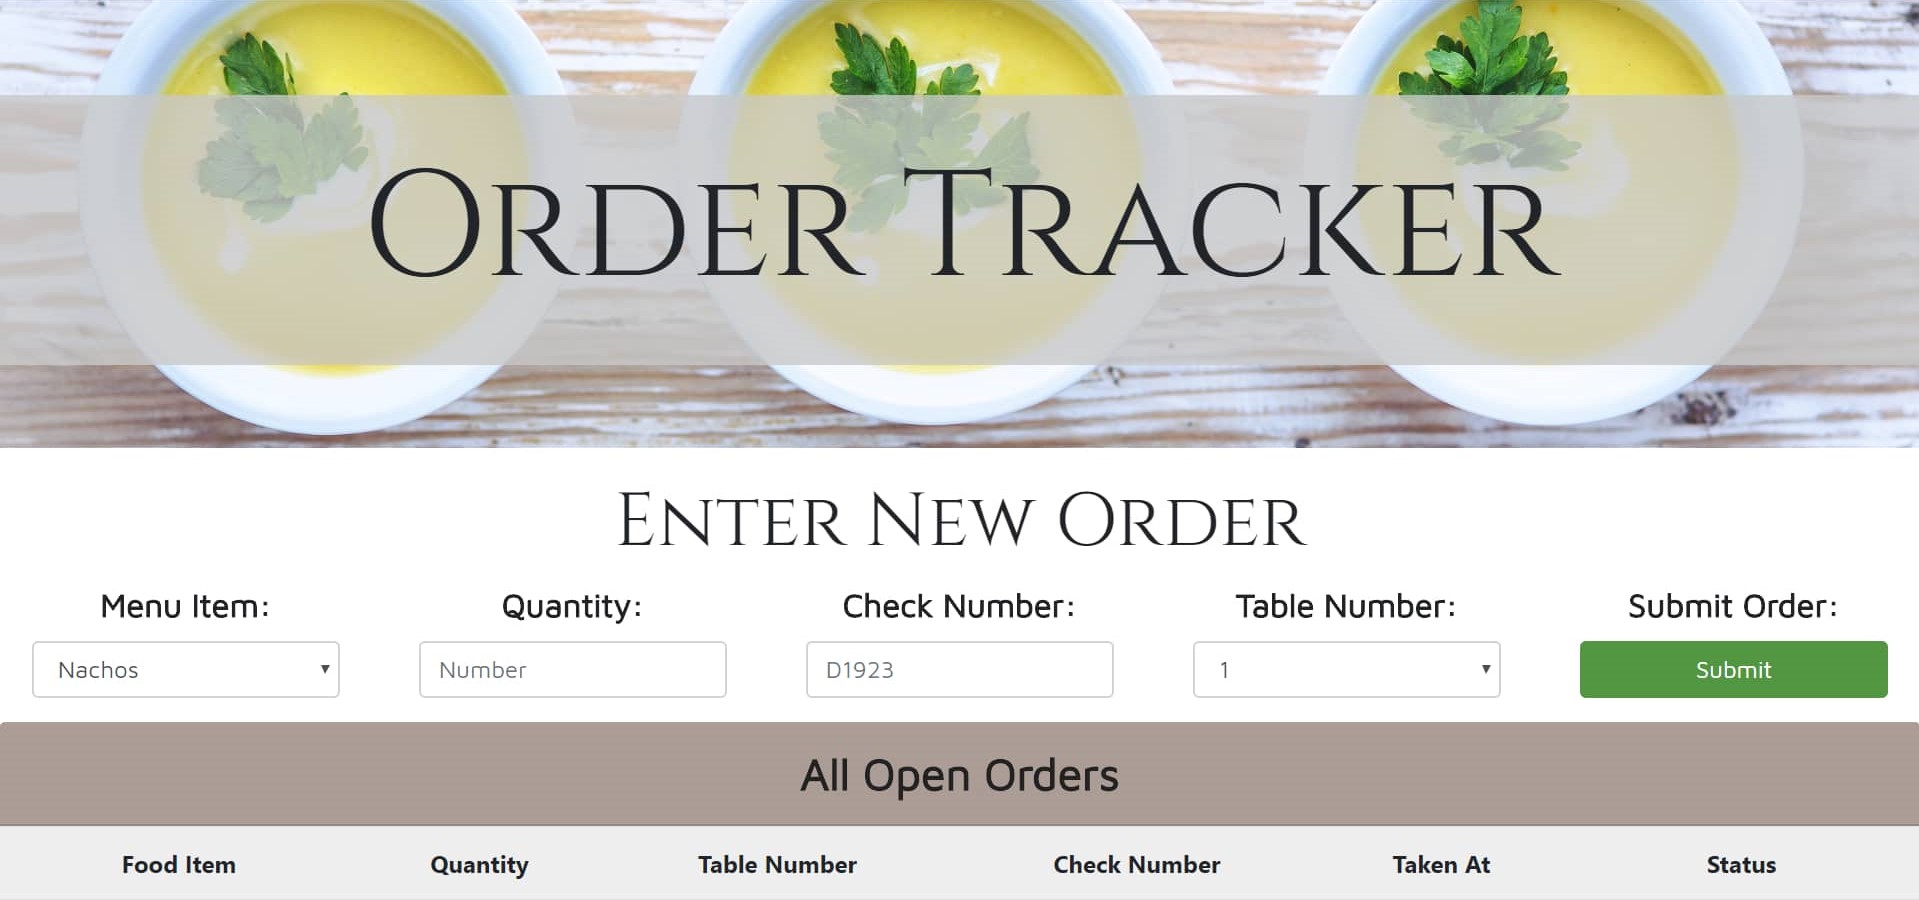 Order Tracker
Enter New Order
Menu Item: Quantity: Check Number: Table Number: Submit Order:
Nachos Number D1923 1 Submit
All Open Orders
Food Item Quantity Table Number Check Number Taken At Status